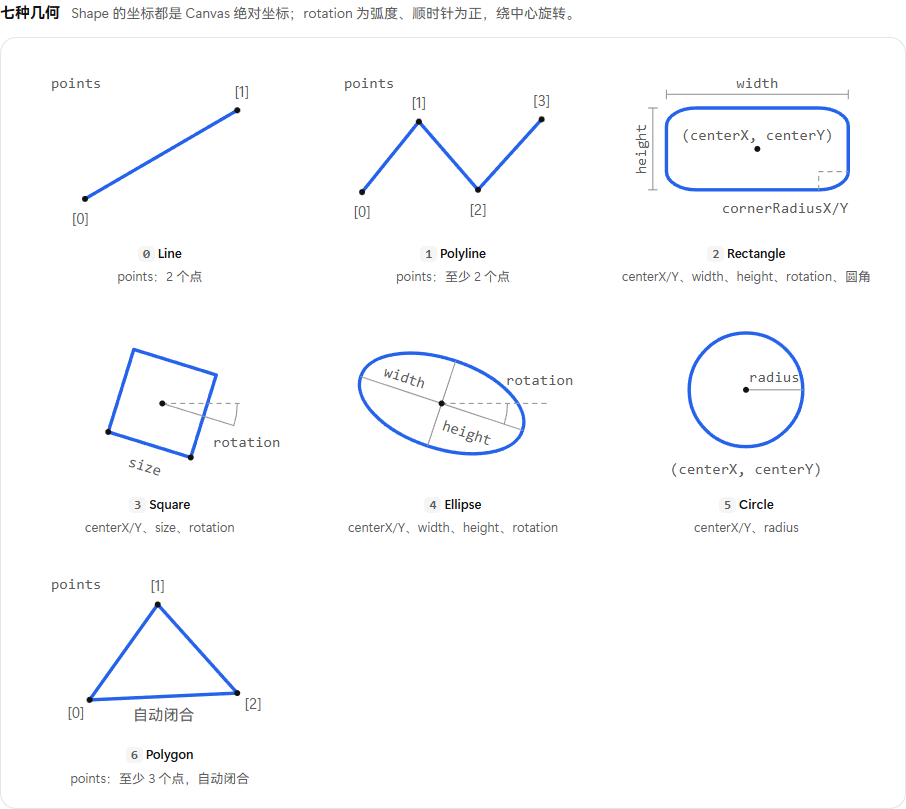 七种几何 Shape 的坐标都是 Canvas 绝对坐标；rotation 为弧度、顺时针为正，绕中心旋转。
points
[1]
[0]
0 Line
points：2 个点
points
[1]
[3]
[0]
[2]
1 Polyline
points：至少 2 个点
width
height
(centerX, centerY)
cornerRadiusX/Y
2 Rectangle
centerX/Y、width、height、rotation、圆角
rotation
size
3 Square
centerX/Y、size、rotation
width
rotation
height
4 Ellipse
centerX/Y、width、height、rotation
radius
(centerX, centerY)
5 Circle
centerX/Y、radius
points
[1]
[0]
[2]
自动闭合
6 Polygon
points：至少 3 个点，自动闭合